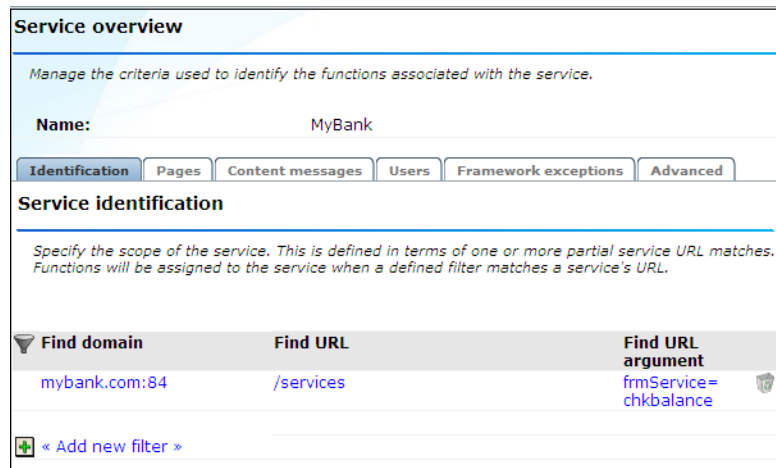 Service overview
Manage the criteria used to identify the functions associated with the service.
Name: MyBank
Identification Pages Content messages Users Framework exceptions Advanced
Service identification
Specify the scope of the service. This is defined in terms of one or more partial service URL matches.
Functions will be assigned to the service when a defined filter matches a service's URL.
Find domain Find URL Find URL
argument
mybank.com:84 /services frmService=
chkbalance
« Add new filter »